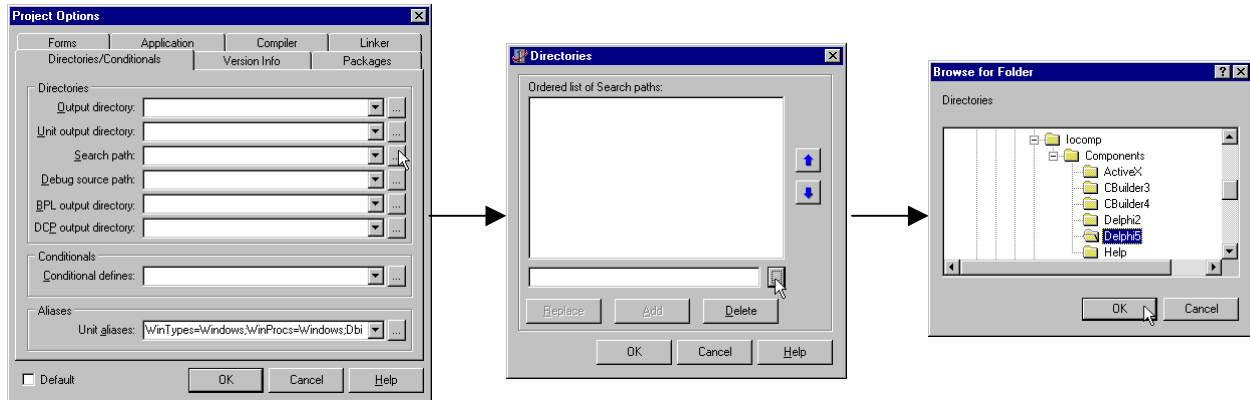 Project Options
Forms Application Compiler Linker
Directories/Conditionals Version Info Packages
Directories
Output directory: ...
Unit output directory: ...
Search path: ...
Debug source path: ...
BPL output directory: ...
DCP output directory: ...
Conditionals
Conditional defines: ...
Aliases
Unit aliases: WinTypes=Windows;WinProcs=Windows;Dbi ...
Default OK Cancel Help
Directories
Ordered list of Search paths:
Replace Add Delete
OK Cancel Help
Browse for Folder
Directories
Iocomp
Components
ActiveX
CBuilder3
CBuilder4
Delphi2
Delphi5
Help
OK Cancel